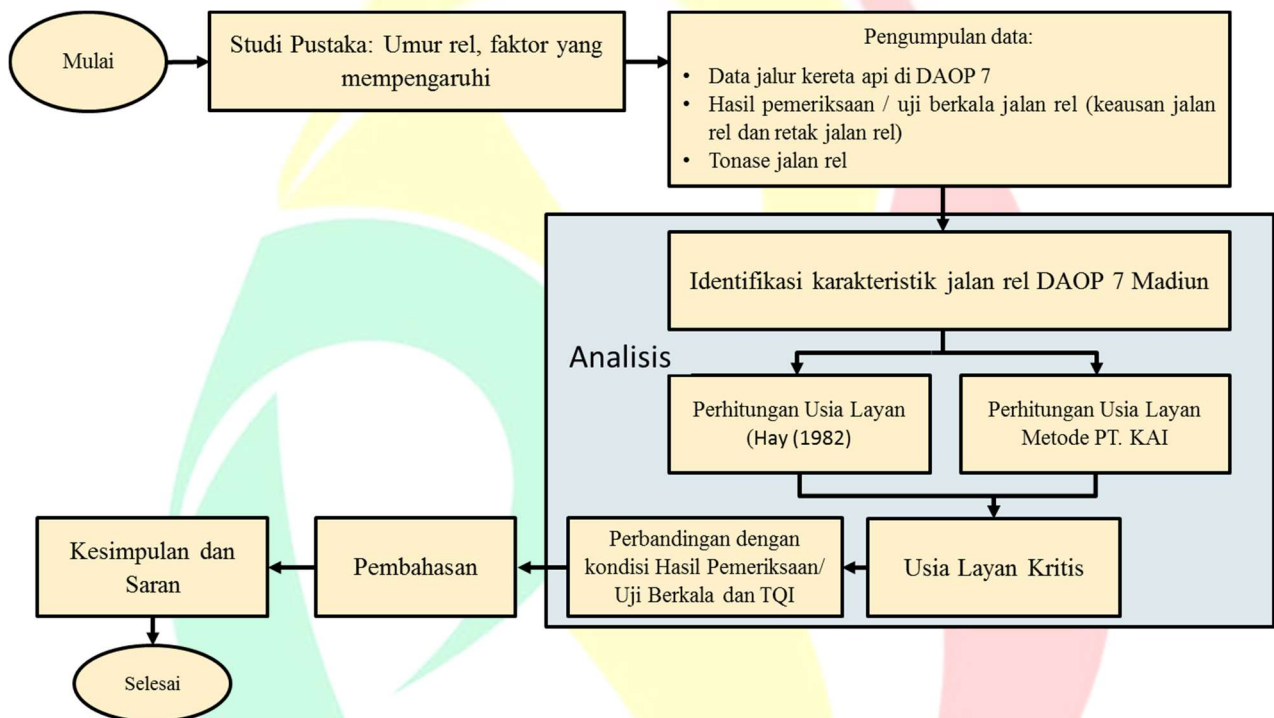 Mulai
Studi Pustaka: Umur rel, faktor yang
mempengaruhi
Pengumpulan data:
• Data jalur kereta api di DAOP 7
• Hasil pemeriksaan / uji berkala jalan rel (keausan jalan
rel dan retak jalan rel)
• Tonase jalan rel
Analisis
Identifikasi karakteristik jalan rel DAOP 7 Madiun
Perhitungan Usia Layan
(Hay (1982)
Perhitungan Usia Layan
Metode PT. KAI
Usia Layan Kritis
Perbandingan dengan
kondisi Hasil Pemeriksaan/
Uji Berkala dan TQI
Pembahasan
Kesimpulan dan
Saran
Selesai